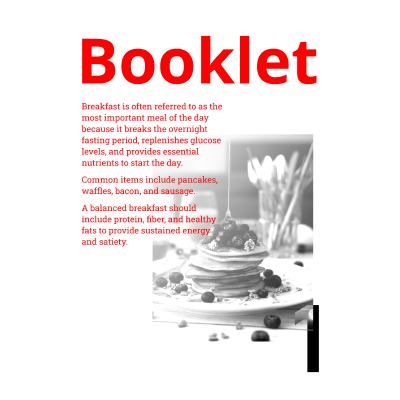 Booklet
Breakfast is often referred to as the
most important meal of the day
because it breaks the overnight
fasting period, replenishes glucose
levels, and provides essential
nutrients to start the day.
Common items include pancakes,
waffles, bacon, and sausage.
A balanced breakfast should
include protein, fiber, and healthy
fats to provide sustained energy
and satiety.